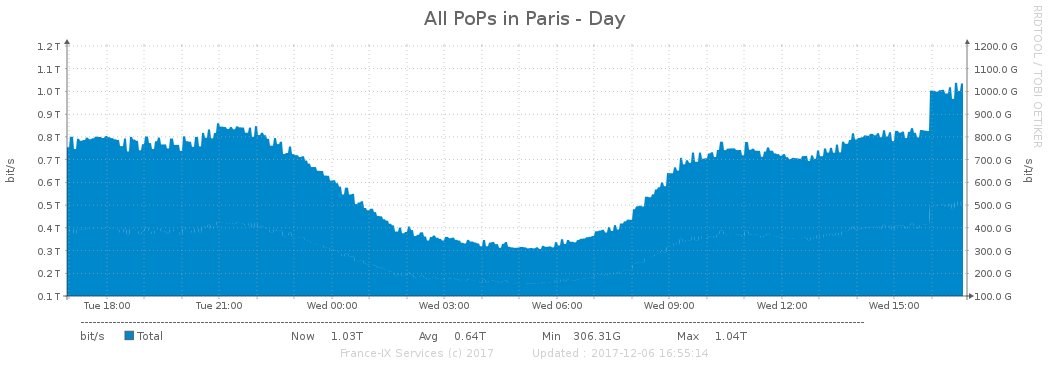 All PoPs in Paris - Day
RRDTOOL / TOBI OETIKER
1.2 T 1200.0 G
1.1 T 1100.0 G
1.0 T 1000.0 G
0.9 T 900.0 G
0.8 T 800.0 G
0.7 T 700.0 G
0.6 T 600.0 G
0.5 T 500.0 G
0.4 T 400.0 G
0.3 T 300.0 G
0.2 T 200.0 G
0.1 T 100.0 G
bit/s
bit/s
Tue 18:00 Tue 21:00 Wed 00:00 Wed 03:00 Wed 06:00 Wed 09:00 Wed 12:00 Wed 15:00
bit/s Total Now 1.03T Avg 0.64T Min 306.31G Max 1.04T
France-IX Services (c) 2017 Updated : 2017-12-06 16:55:14